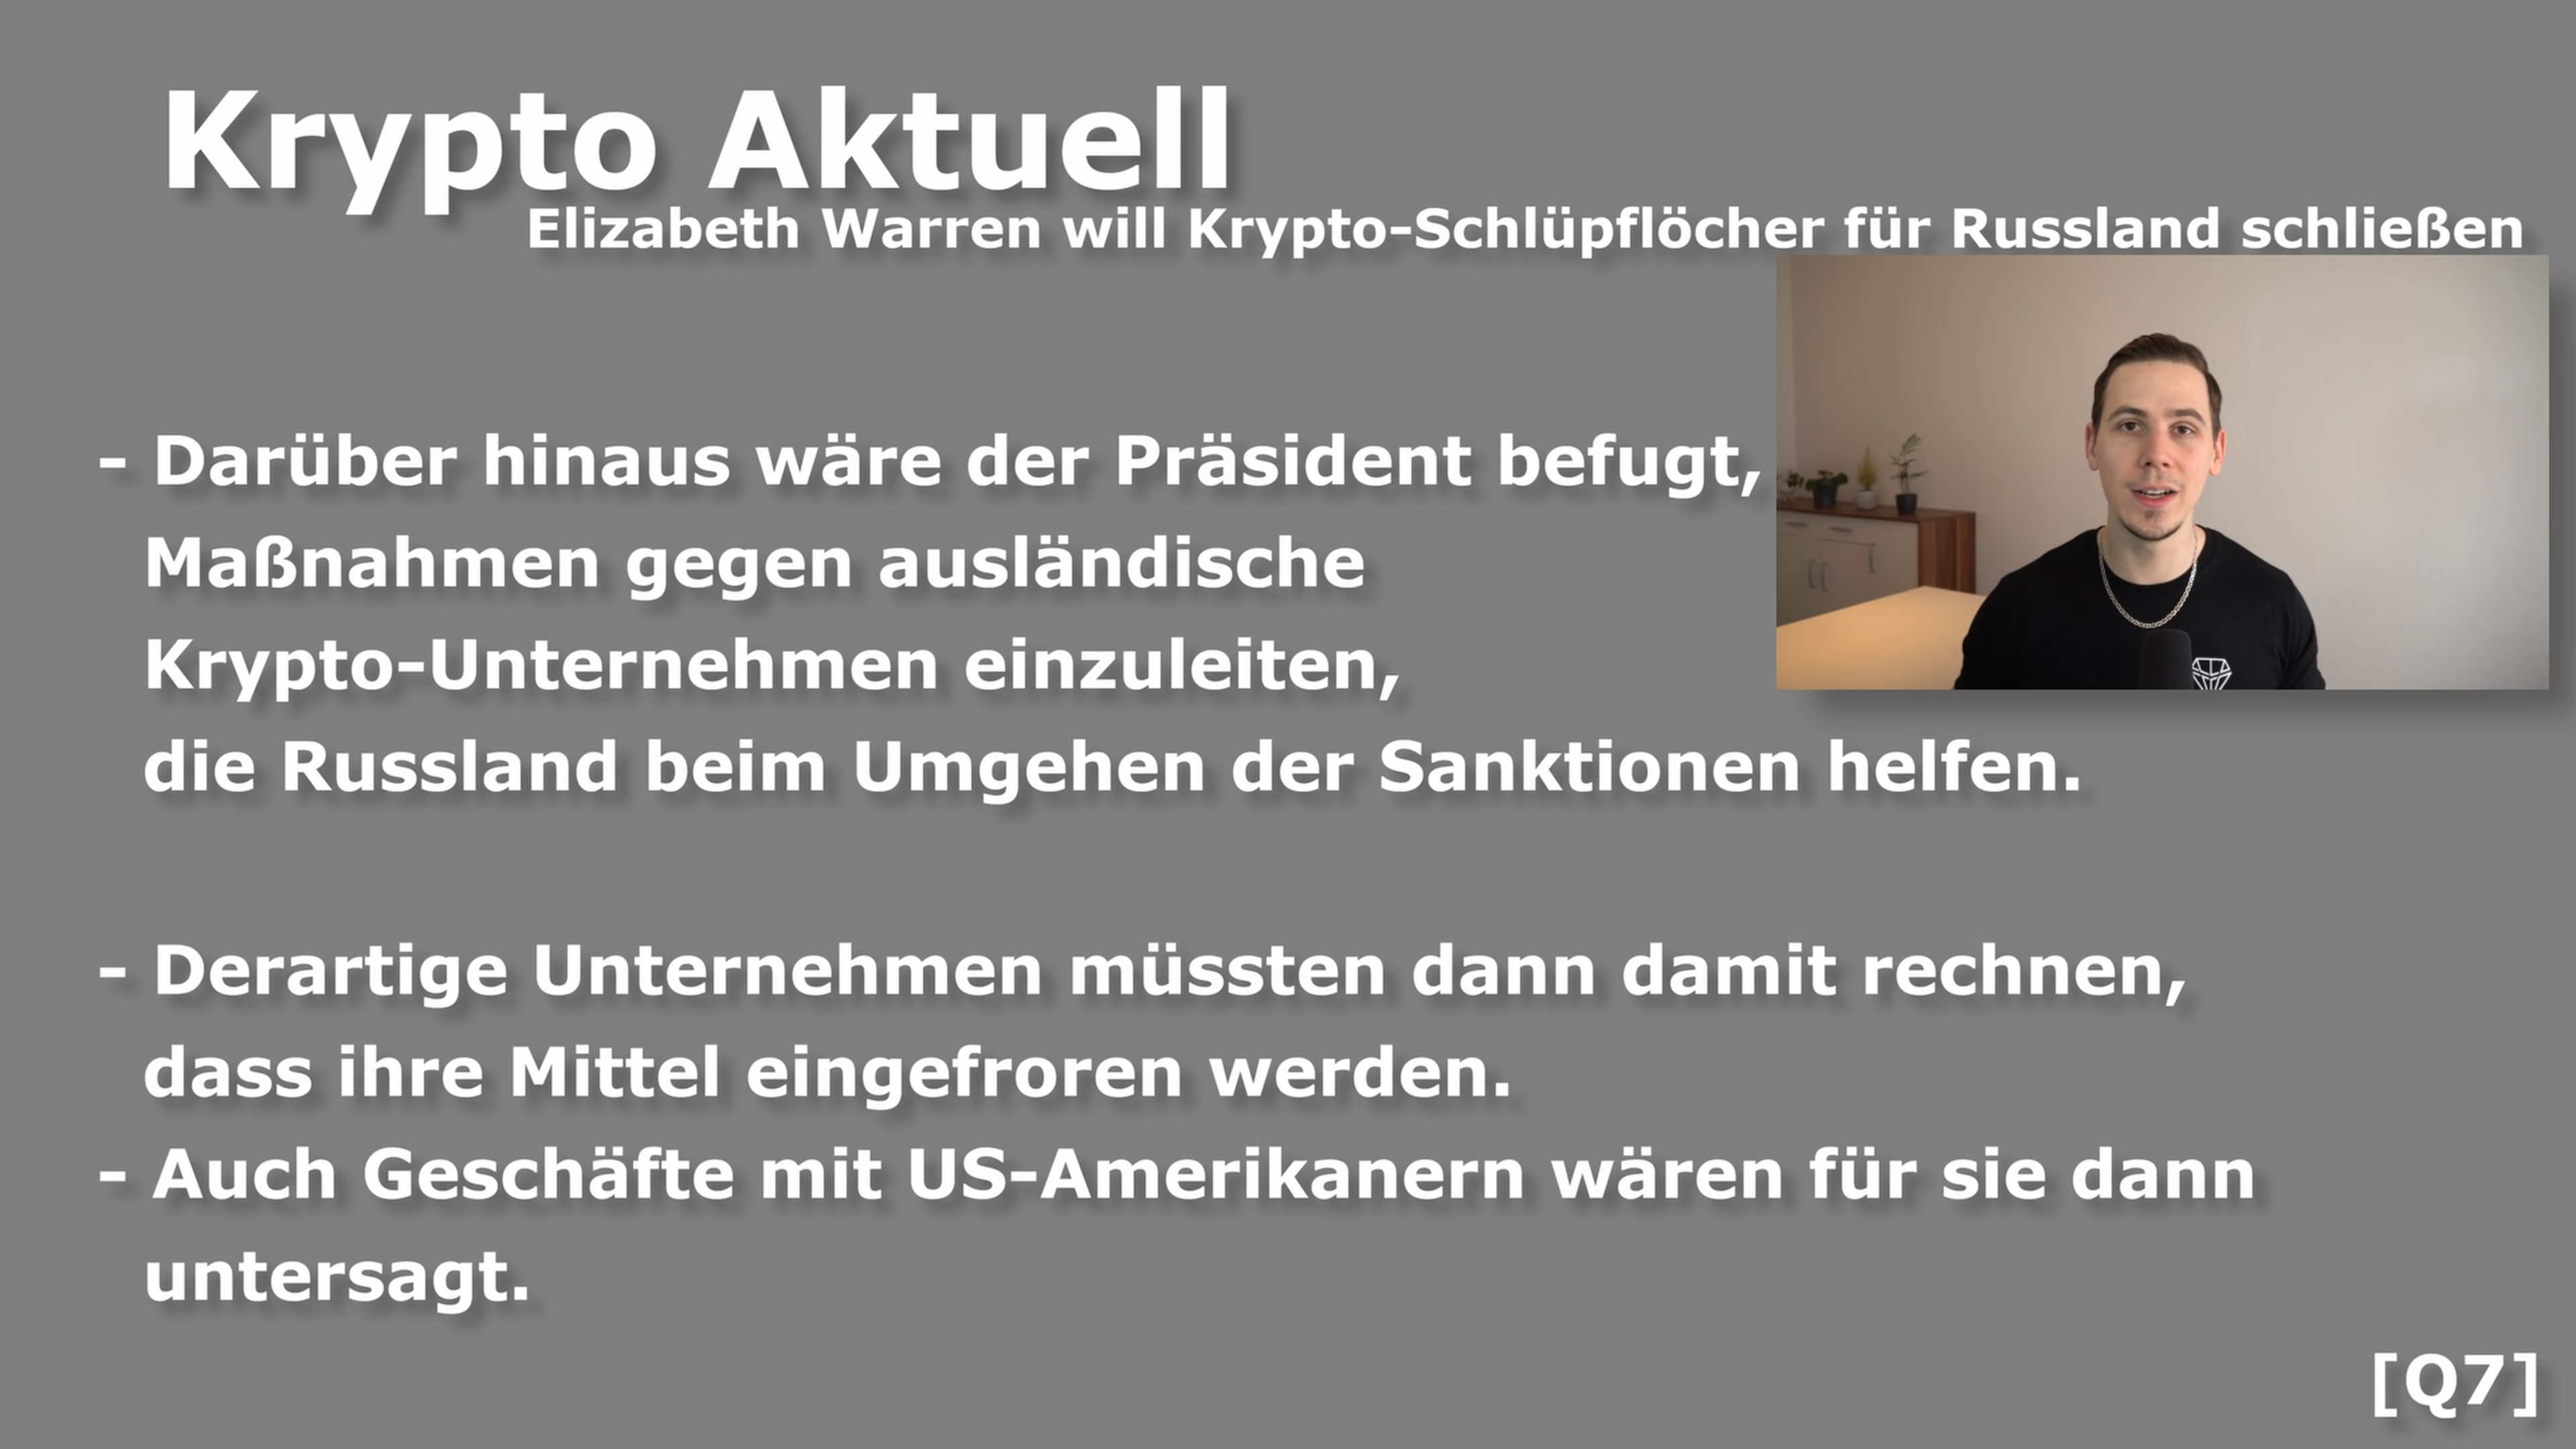 Krypto Aktuell
Elizabeth Warren will Krypto-Schlüpflöcher für Russland schließen
- Darüber hinaus wäre der Präsident befugt,
Maßnahmen gegen ausländische
Krypto-Unternehmen einzuleiten,
die Russland beim Umgehen der Sanktionen helfen.
- Derartige Unternehmen müssten dann damit rechnen,
dass ihre Mittel eingefroren werden.
- Auch Geschäfte mit US-Amerikanern wären für sie dann
untersagt.
[Q7]